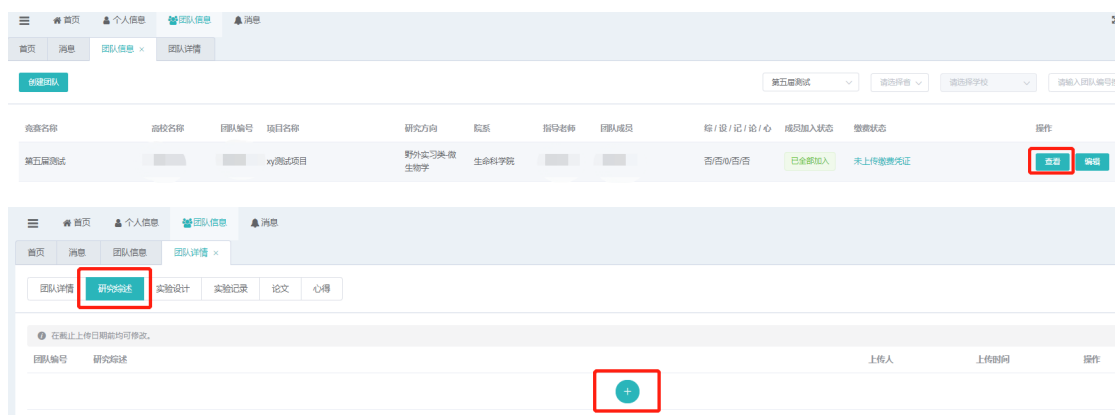 首页 个人信息 团队信息 消息
首页 消息 团队信息 × 团队详情
创建团队 第五届测试 请选择省 请选择学校 请输入团队编号
竞赛名称 高校名称 团队编号 项目名称 研究方向 院系 指导老师 团队成员 综/设/记/论/心 成员加入状态 缴费状态 操作
第五届测试 xy测试项目 野外实习类-微生物学 生命科学院 否/否/0/否/否 已全部加入 未上传缴费凭证 查看 编辑
首页 个人信息 团队信息 消息
首页 消息 团队信息 团队详情 ×
团队详情 研究综述 实验设计 实验记录 论文 心得
在截止上传日期前均可修改。
团队编号 研究综述 上传人 上传时间 操作
+